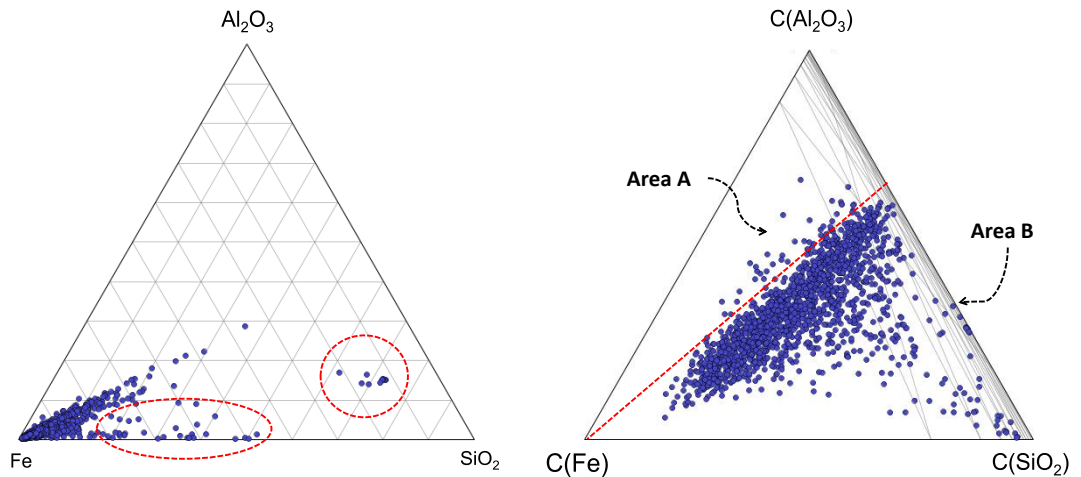 Al₂O₃
Fe
SiO₂
C(Al₂O₃)
Area A
Area B
C(Fe)
C(SiO₂)